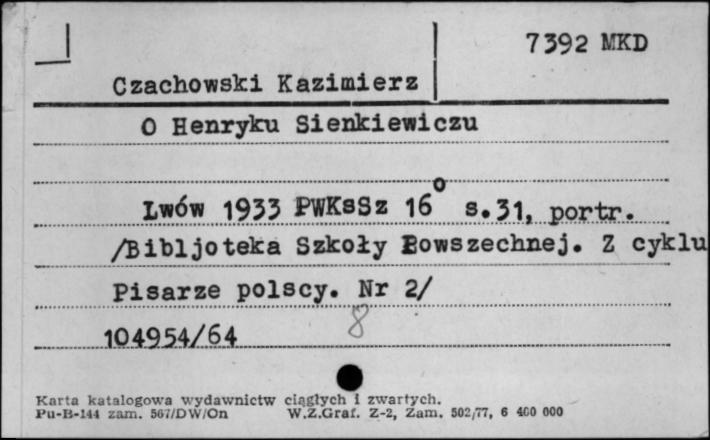 7392 MKD
Czachowski Kazimierz
O Henryku Sienkiewiczu
Lwów 1933 PWKsSz 16° s.31, portr.
/Bibljoteka Szkoły Powszechnej. Z cyklu
Pisarze polscy. Nr 2/
8
104954/64
Karta katalogowa wydawnictw ciągłych i zwartych.
Pu-B-144 zam. 567/DW/On W.Z.Graf. Z-2, Zam. 502/77, 6 400 000